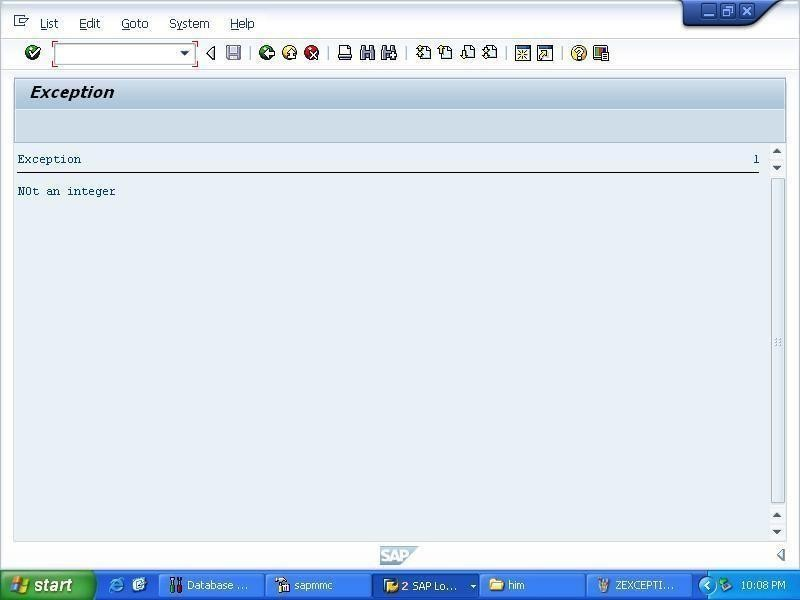 List Edit Goto System Help
Exception
Exception 1
NOt an integer
SAP
start Database ... sapmmc 2 SAP Lo... him ZEXCEPTI... 10:08 PM